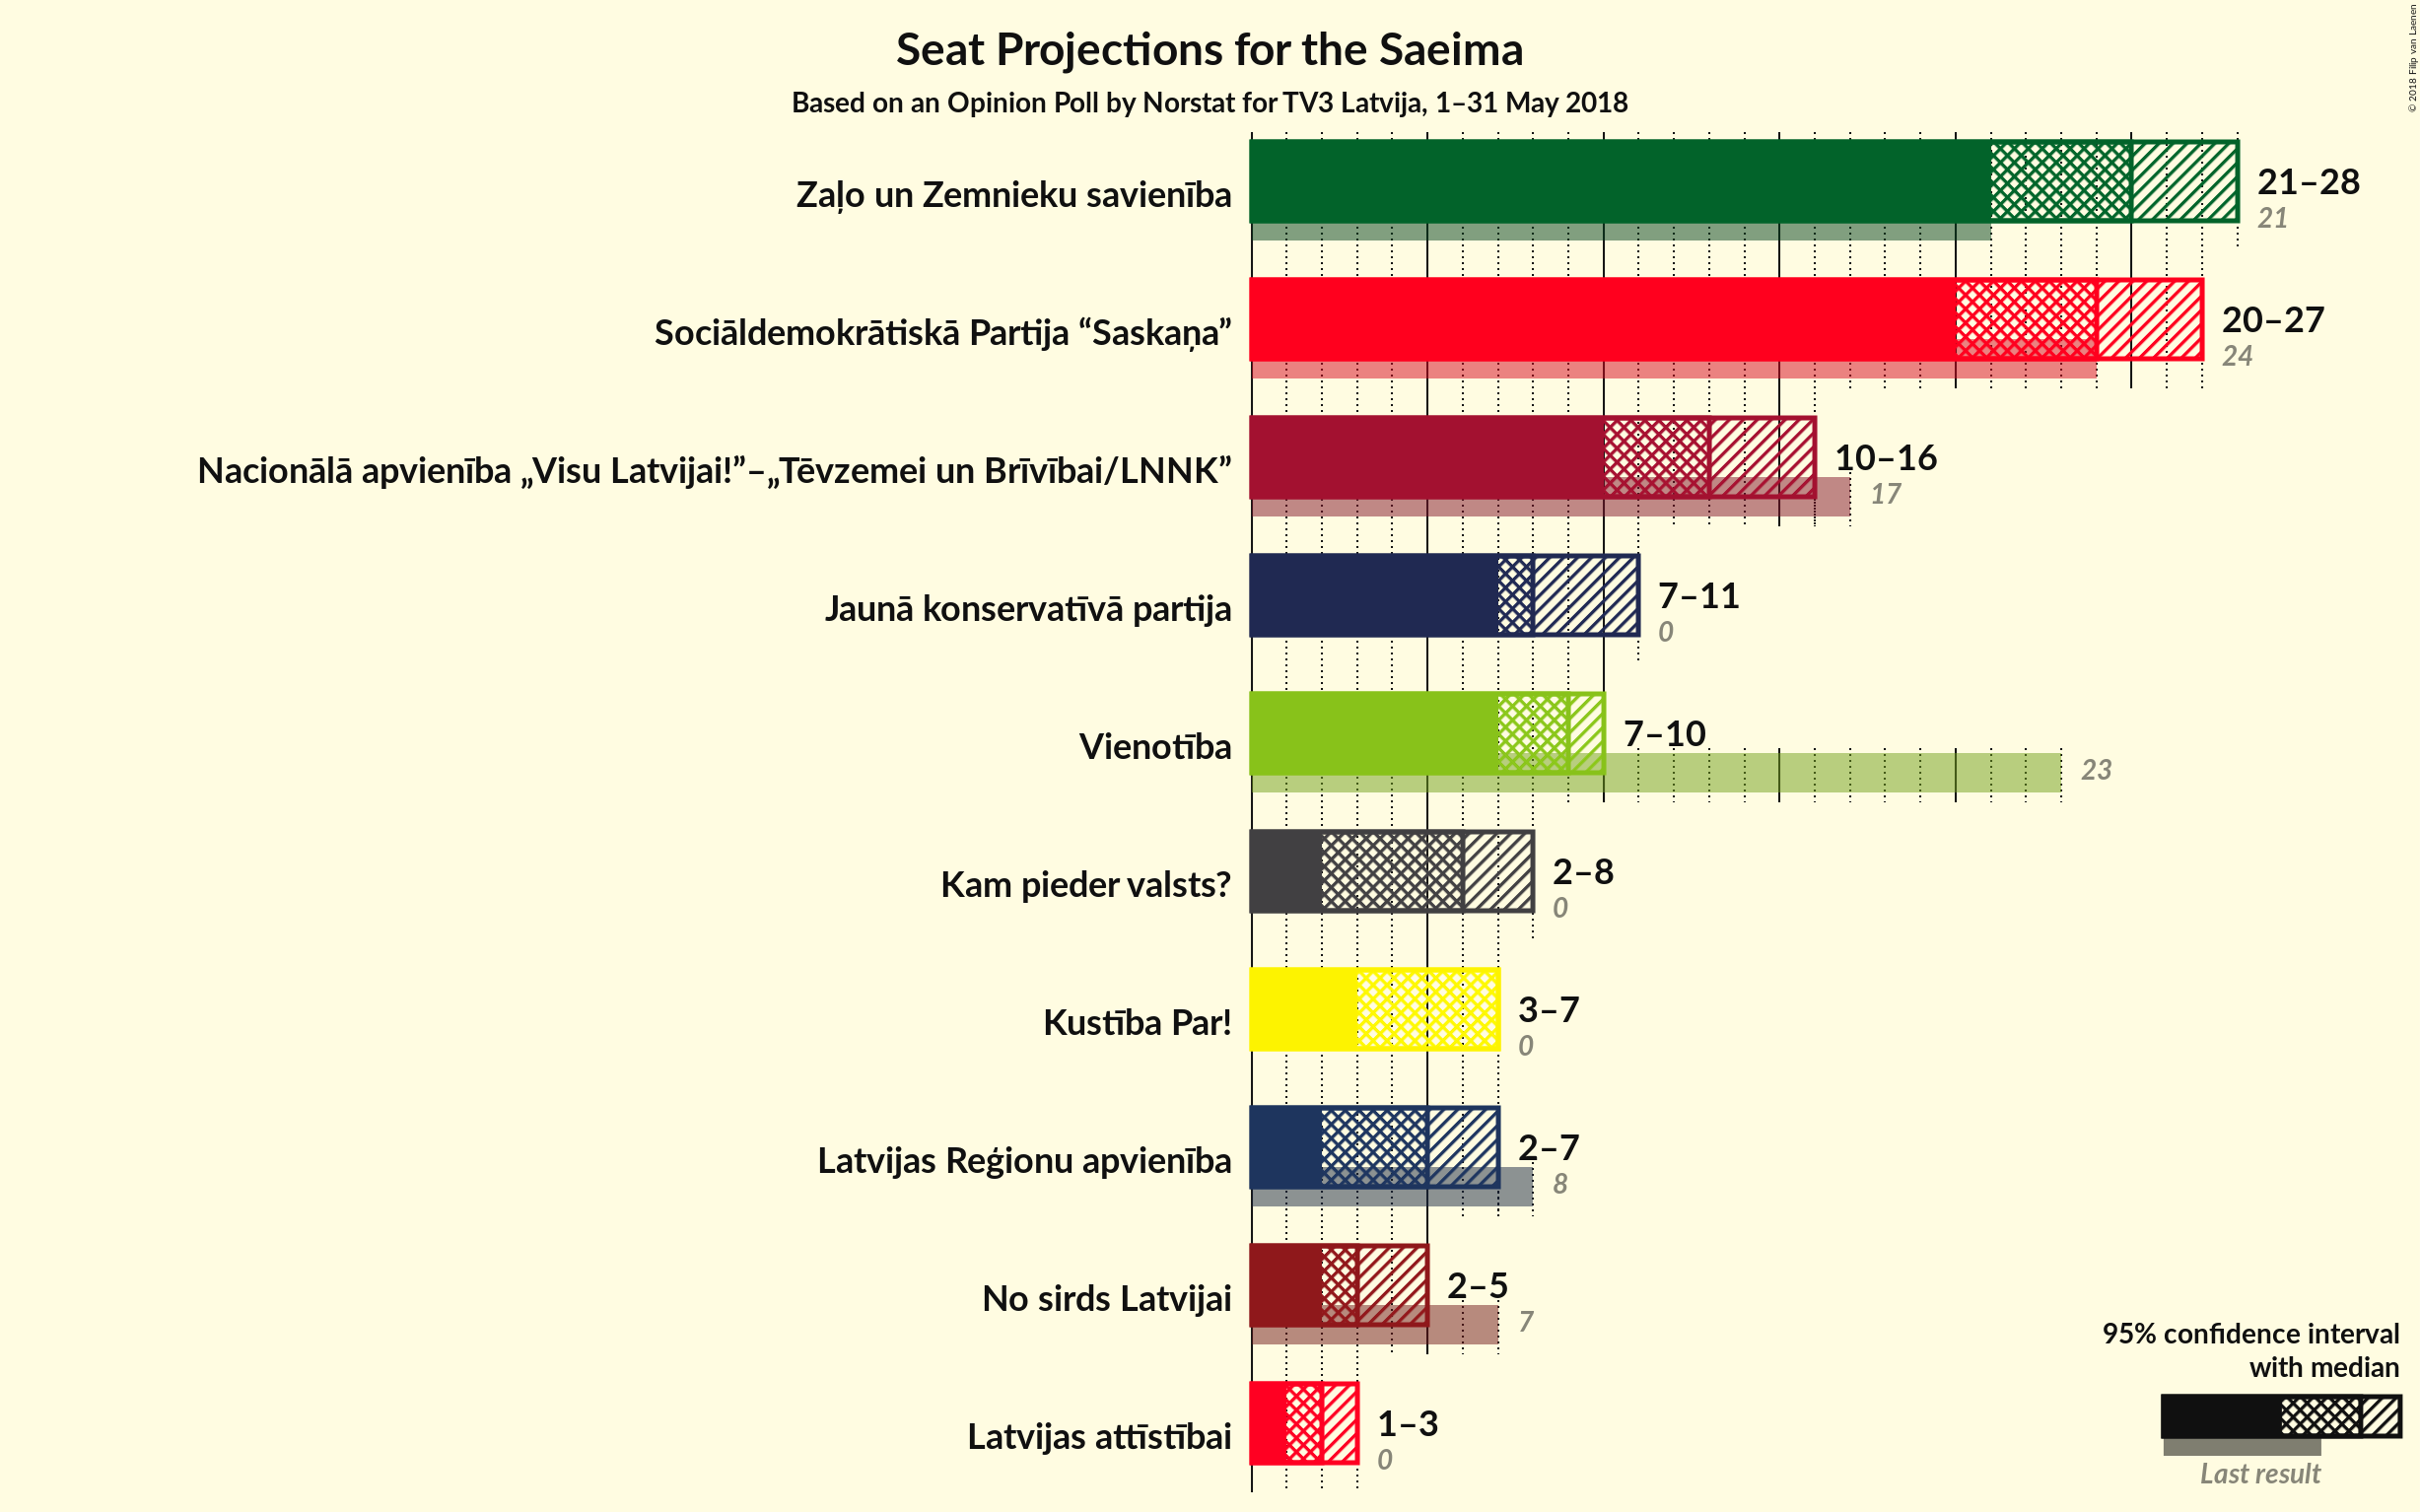 Seat Projections for the Saeima
Based on an Opinion Poll by Norstat for TV3 Latvija, 1–31 May 2018
© 2018 Filip van Laenen
Zaļo un Zemnieku savienība
21–28
21
Sociāldemokrātiskā Partija “Saskaņa”
20–27
24
Nacionālā apvienība „Visu Latvijai!”–„Tēvzemei un Brīvībai/LNNK”
10–16
17
Jaunā konservatīvā partija
7–11
0
Vienotība
7–10
23
Kam pieder valsts?
2–8
0
Kustība Par!
3–7
0
Latvijas Reģionu apvienība
2–7
8
No sirds Latvijai
2–5
7
Latvijas attīstībai
1–3
0
95% confidence interval
with median
Last result